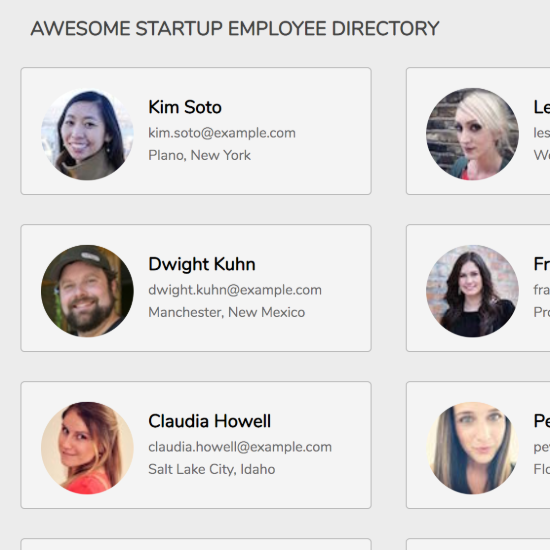 AWESOME STARTUP EMPLOYEE DIRECTORY
Kim Soto
kim.soto@example.com
Plano, New York
Le
les
We
Dwight Kuhn
dwight.kuhn@example.com
Manchester, New Mexico
Fr
fra
Pro
Claudia Howell
claudia.howell@example.com
Salt Lake City, Idaho
Pe
Flo